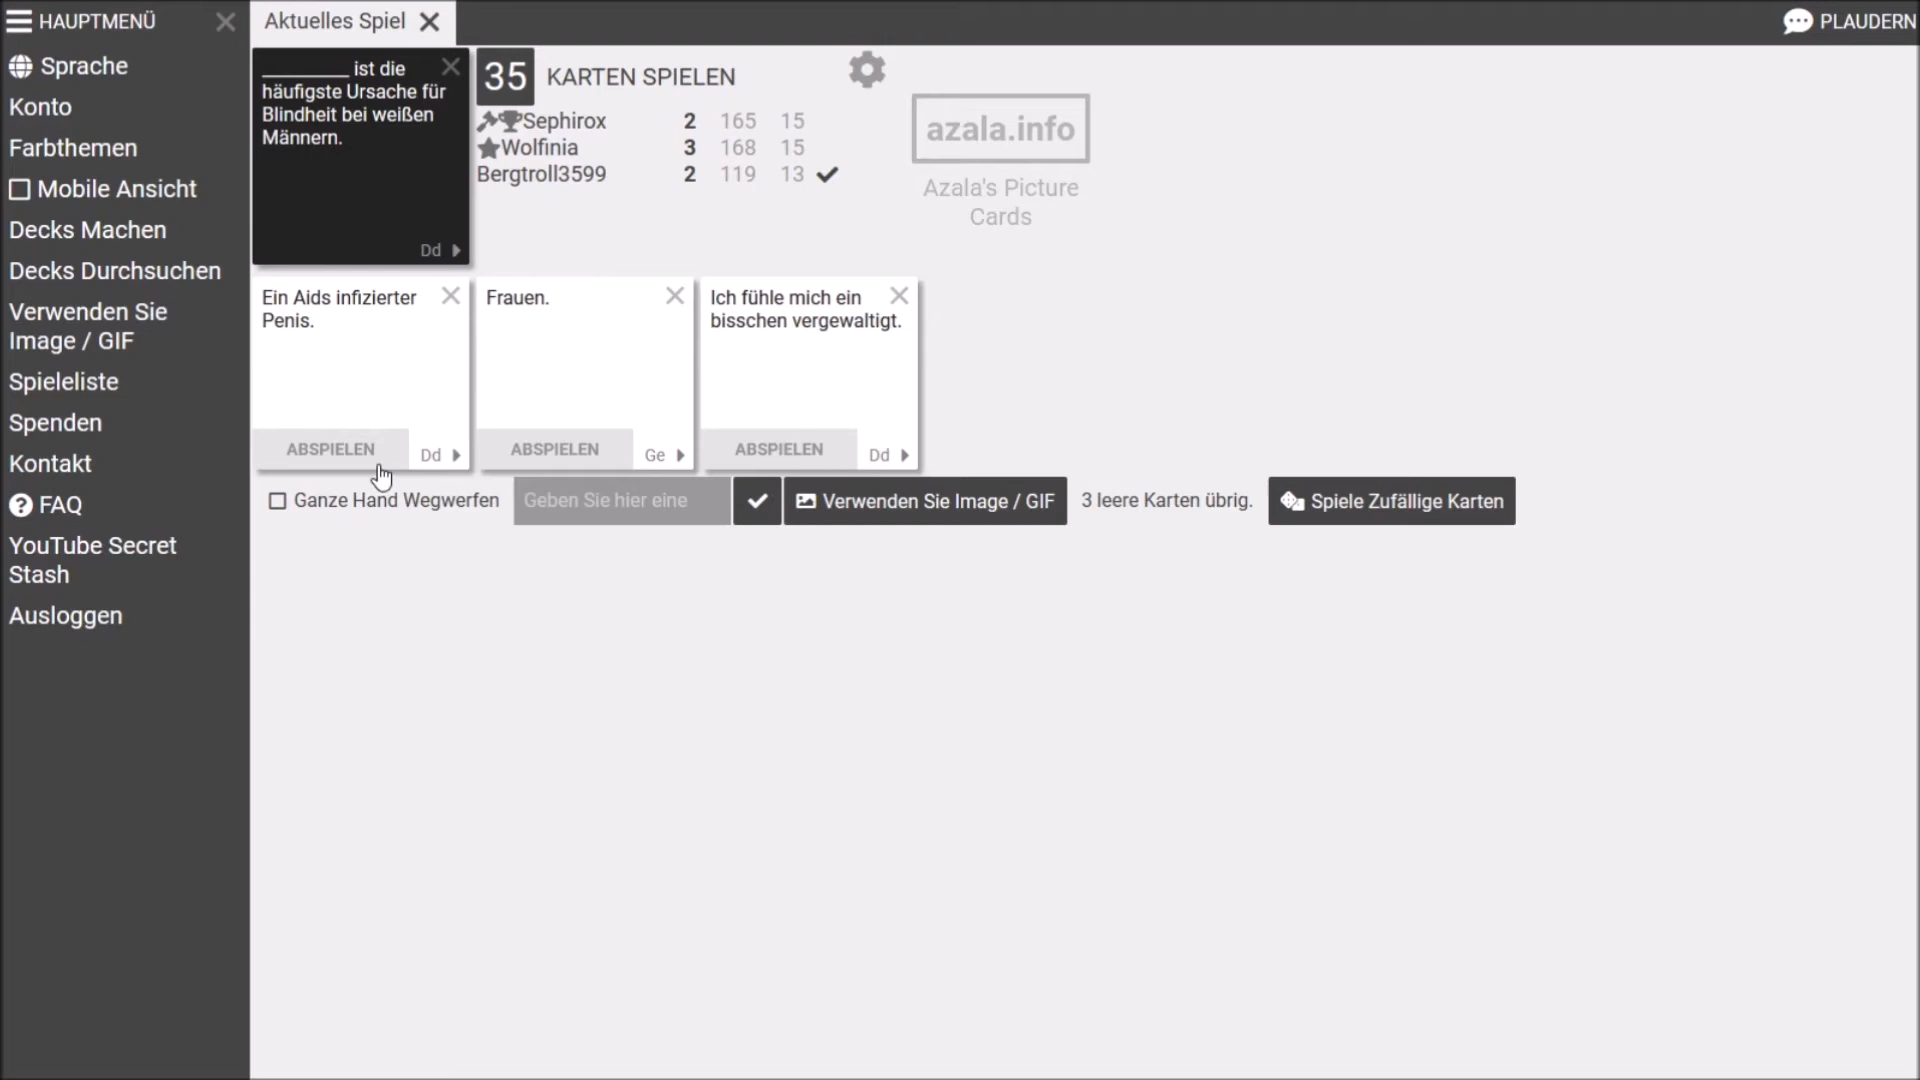 HAUPTMENÜ
Aktuelles Spiel
PLAUDERN
Sprache
Konto
Farbthemen
Mobile Ansicht
Decks Machen
Decks Durchsuchen
Verwenden Sie
Image / GIF
Spieleliste
Spenden
Kontakt
FAQ
YouTube Secret
Stash
Ausloggen
_________ ist die
häufigste Ursache für
Blindheit bei weißen
Männern.
Dd
35 KARTEN SPIELEN
Sephirox 2 165 15
Wolfinia 3 168 15
Bergtroll3599 2 119 13
azala.info
Azala's Picture
Cards
Ein Aids infizierter
Penis.
ABSPIELEN Dd
Frauen.
ABSPIELEN Ge
Ich fühle mich ein
bisschen vergewaltigt.
ABSPIELEN Dd
Ganze Hand Wegwerfen
Geben Sie hier eine
Verwenden Sie Image / GIF
3 leere Karten übrig.
Spiele Zufällige Karten